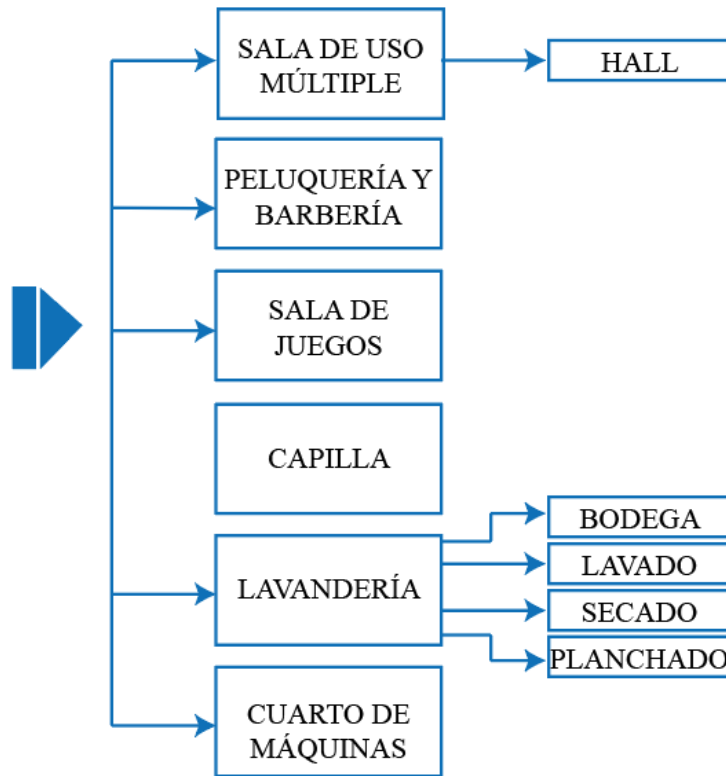 SALA DE USO
MÚLTIPLE
HALL
PELUQUERÍA Y
BARBERÍA
SALA DE
JUEGOS
CAPILLA
LAVANDERÍA
BODEGA
LAVADO
SECADO
PLANCHADO
CUARTO DE
MÁQUINAS